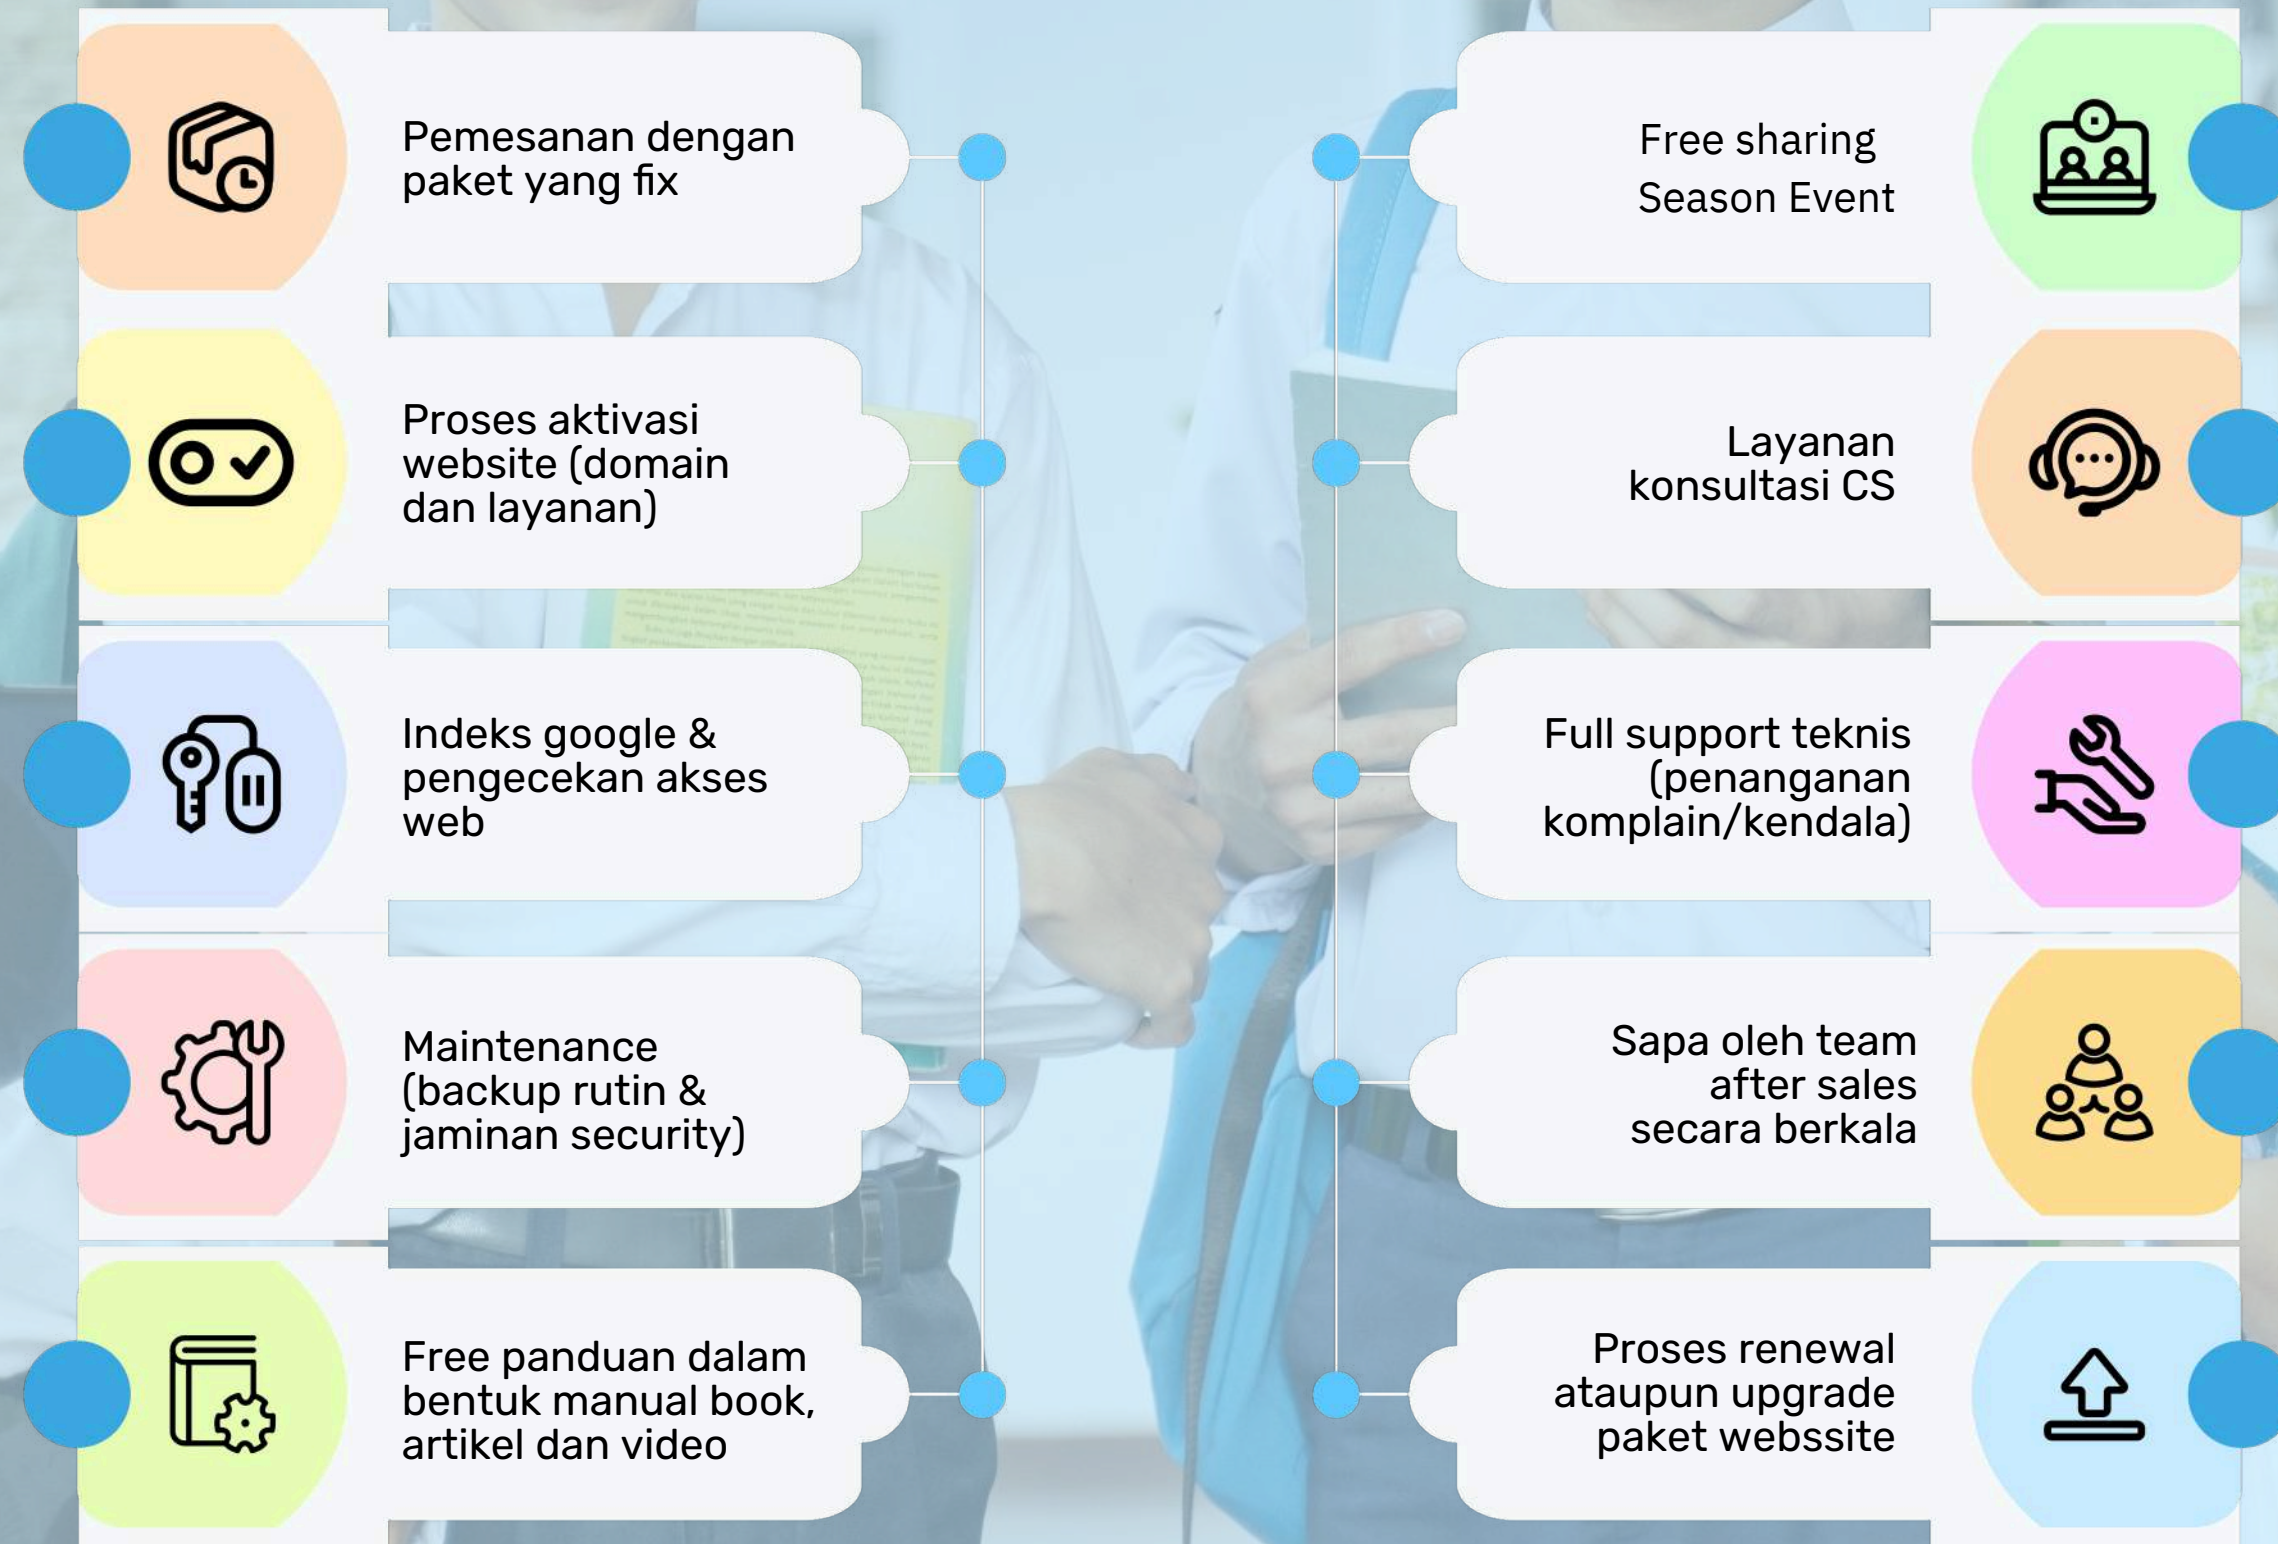 Pemesanan dengan
paket yang fix
Proses aktivasi
website (domain
dan layanan)
Indeks google &
pengecekan akses
web
Maintenance
(backup rutin &
jaminan security)
Free panduan dalam
bentuk manual book,
artikel dan video
Free sharing
Season Event
Layanan
konsultasi CS
Full support teknis
(penanganan
komplain/kendala)
Sapa oleh team
after sales
secara berkala
Proses renewal
ataupun upgrade
paket webssite